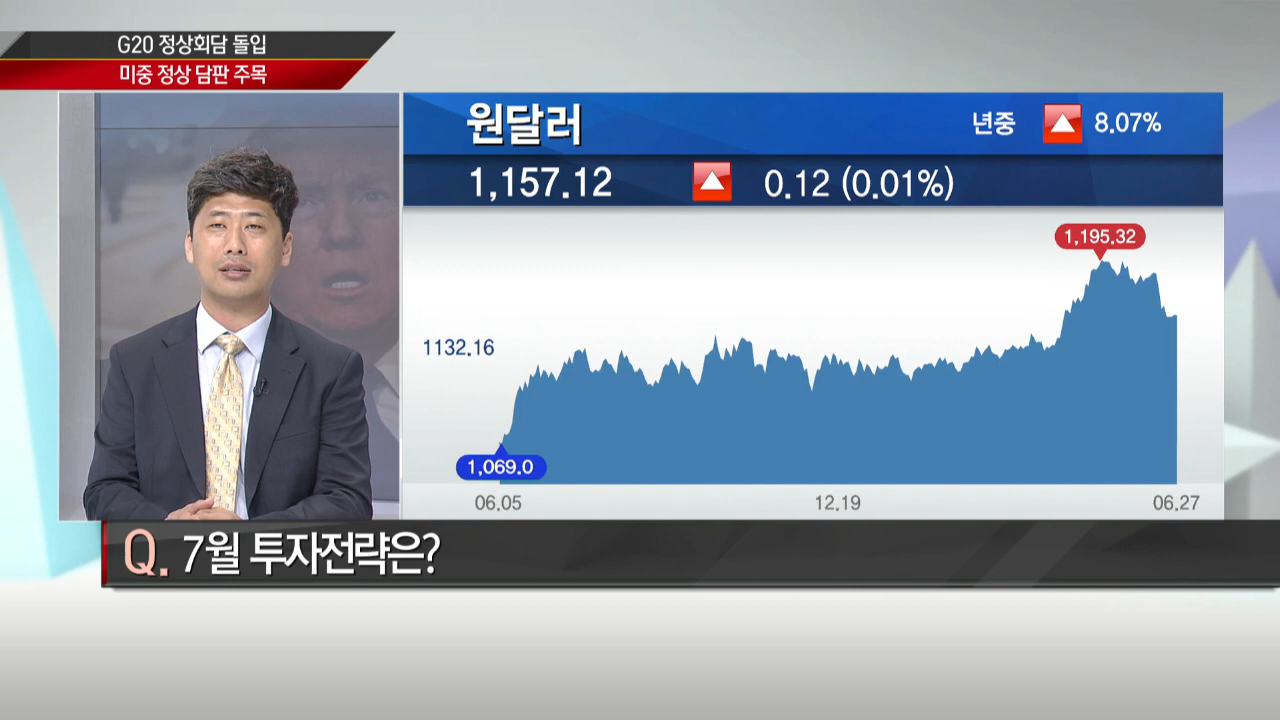 G20 정상회담 돌입
미중 정상 담판 주목
원달러
년중 8.07%
1,157.12 0.12 (0.01%)
1,195.32
1132.16
1,069.0
06.05 12.19 06.27
Q. 7월 투자전략은?